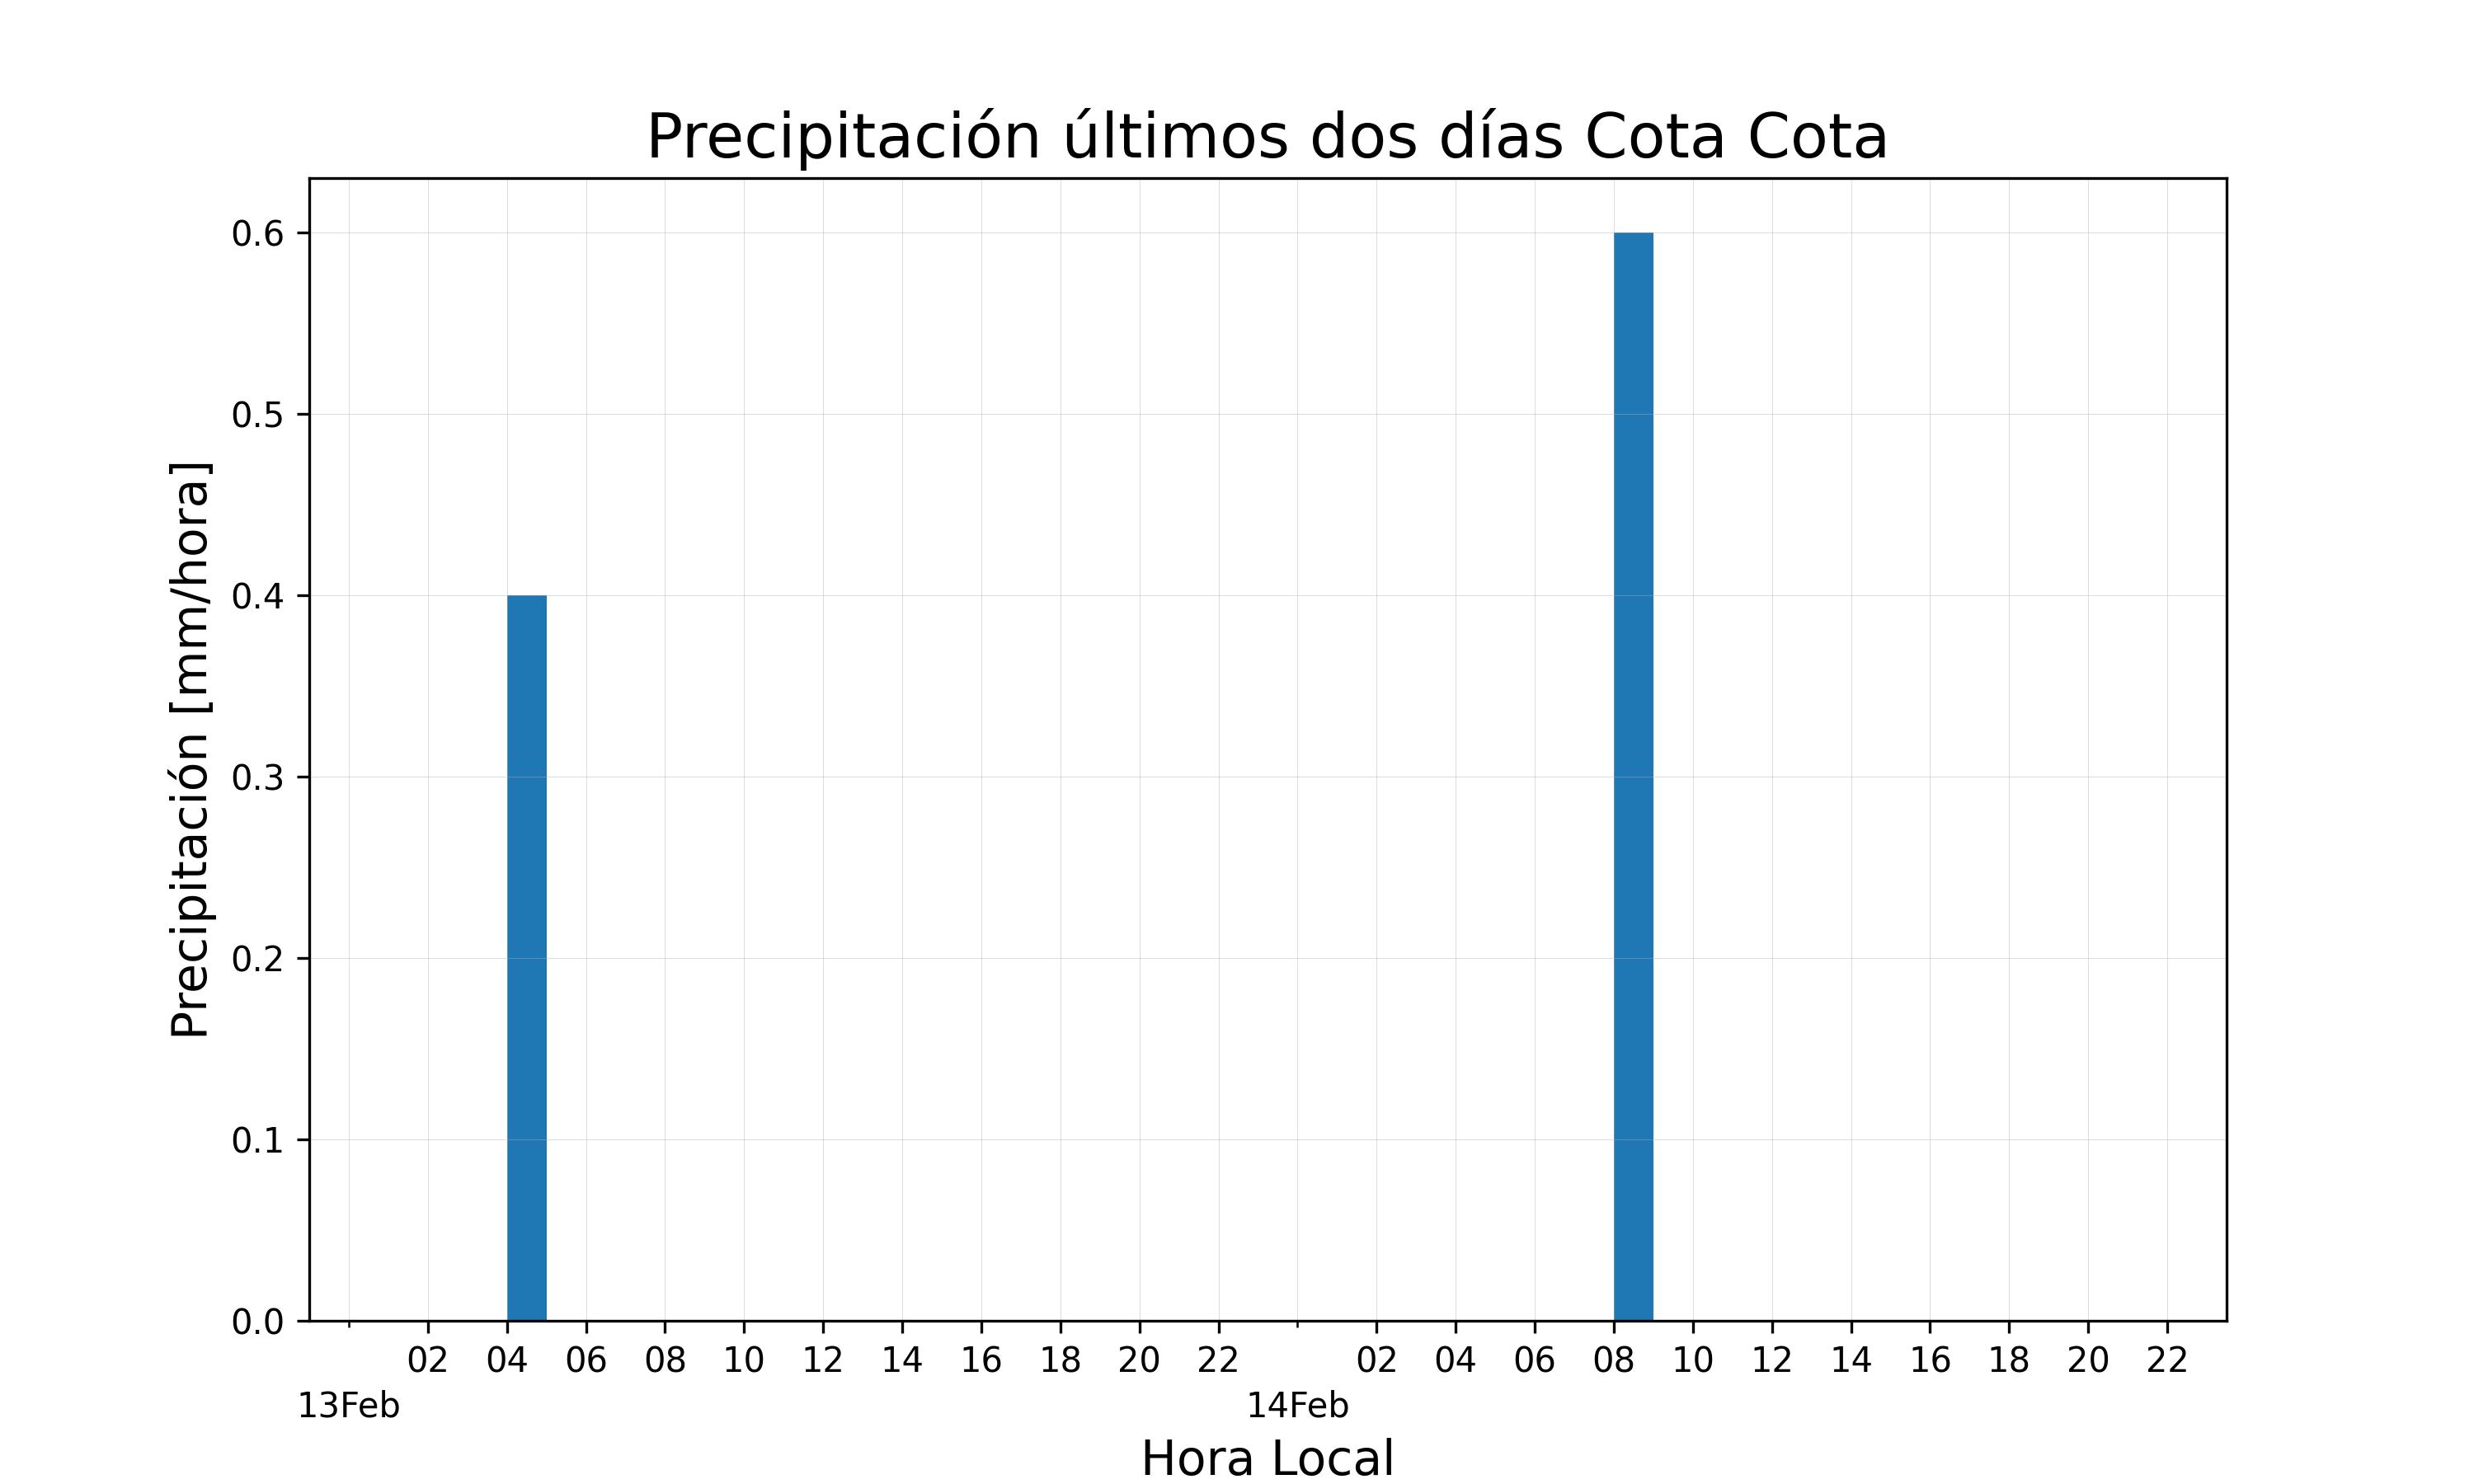 Precipitación últimos dos días Cota Cota
Precipitación [mm/hora]
0.6
0.5
0.4
0.3
0.2
0.1
0.0
02 04 06 08 10 12 14 16 18 20 22 02 04 06 08 10 12 14 16 18 20 22
13Feb 14Feb
Hora Local